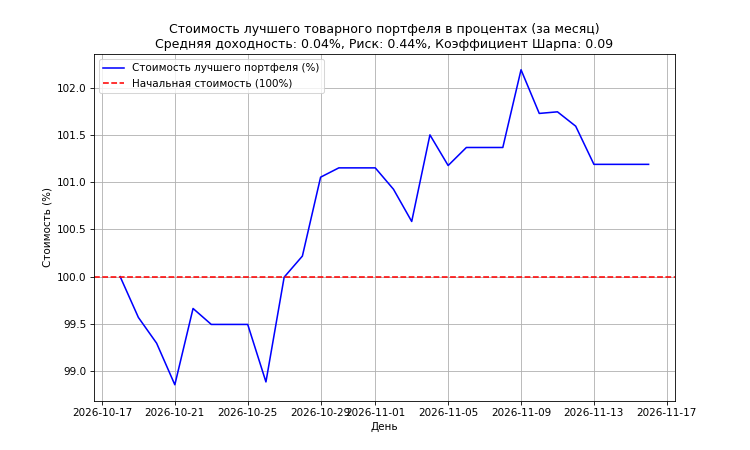 Стоимость лучшего товарного портфеля в процентах (за месяц)
Средняя доходность: 0.04%, Риск: 0.44%, Коэффициент Шарпа: 0.09
Стоимость лучшего портфеля (%)
Начальная стоимость (100%)
Стоимость (%)
102.0
101.5
101.0
100.5
100.0
99.5
99.0
2026-10-17 2026-10-21 2026-10-25 2026-10-29 2026-11-01 2026-11-05 2026-11-09 2026-11-13 2026-11-17
День